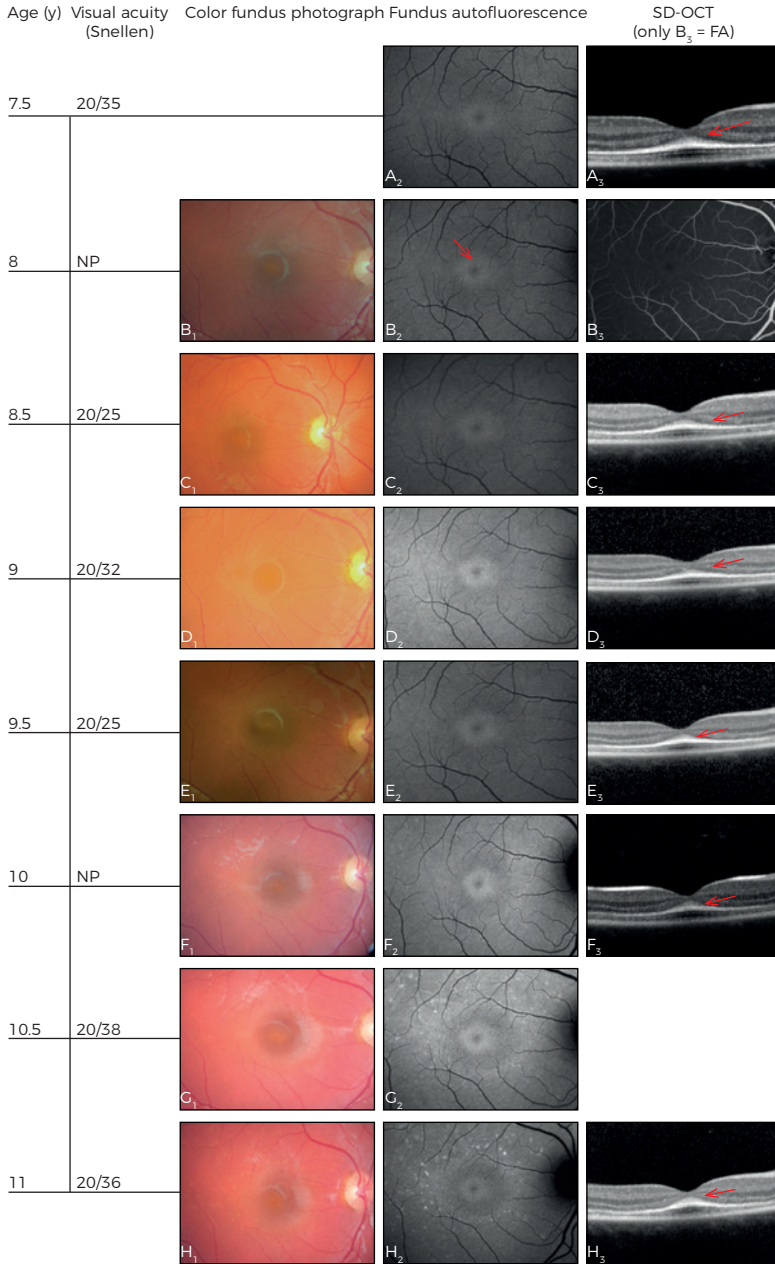 Age (y) Visual acuity (Snellen) Color fundus photograph Fundus autofluorescence SD-OCT (only B3 = FA)
7.5 20/35
A2 A3
8 NP
B1 B2 B3
8.5 20/25
C1 C2 C3
9 20/32
D1 D2 D3
9.5 20/25
E1 E2 E3
10 NP
F1 F2 F3
10.5 20/38
G1 G2
11 20/36
H1 H2 H3